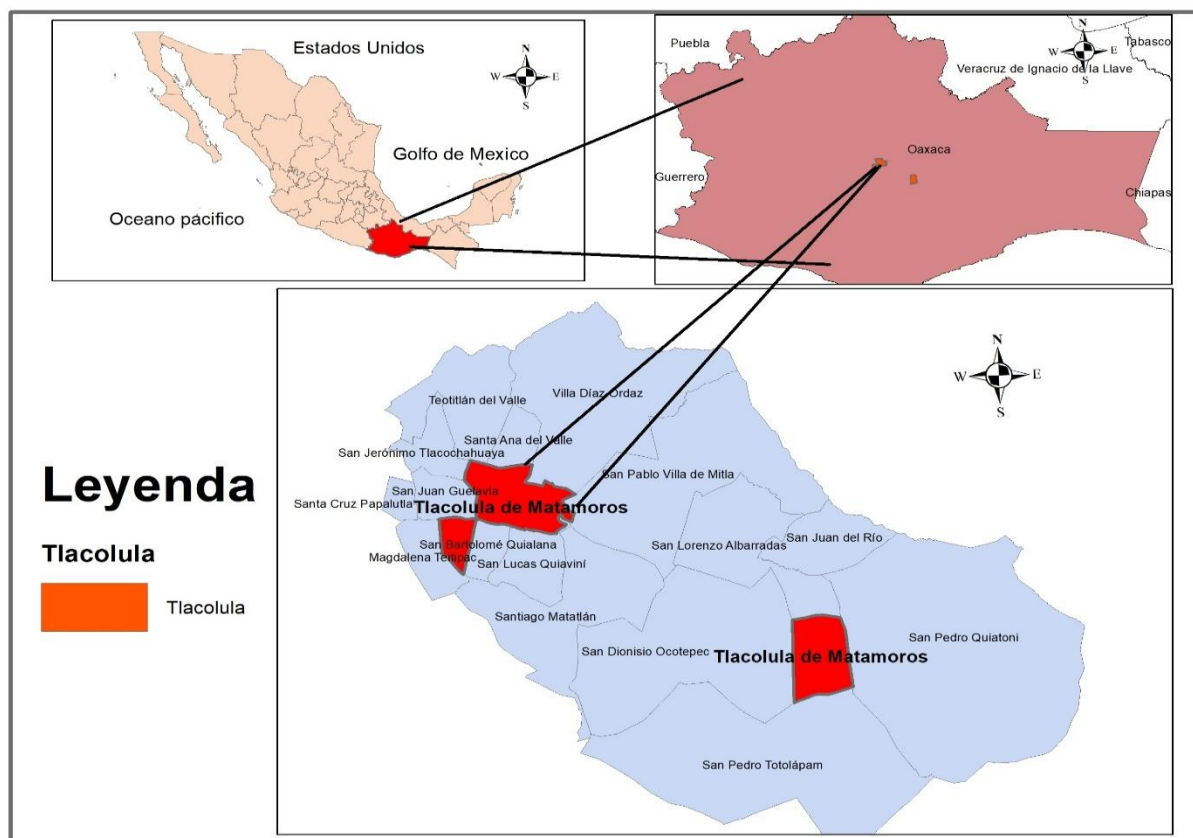 Estados Unidos
N
W E
S
Golfo de Mexico
Oceano pácifico
Puebla
N
Tabasco
W E
Veracruz de Ignacio de la Llave
S
Oaxaca
Guerrero
Chiapas
N
W E
S
Villa Díaz Ordaz
Teotitlán del Valle
Santa Ana del Valle
San Jerónimo Tlacochahuaya
San Pablo Villa de Mitla
San Juan Guelavía
Santa Cruz Papalutla
Tlacolula de Matamoros
San Juan del Río
San Bartolomé Quialana
San Lorenzo Albarradas
Magdalena Teitipac
San Lucas Quiaviní
Santiago Matatlán
San Pedro Quiatoni
San Dionisio Ocotepec
Tlacolula de Matamoros
San Pedro Totolápam
Leyenda
Tlacolula
Tlacolula